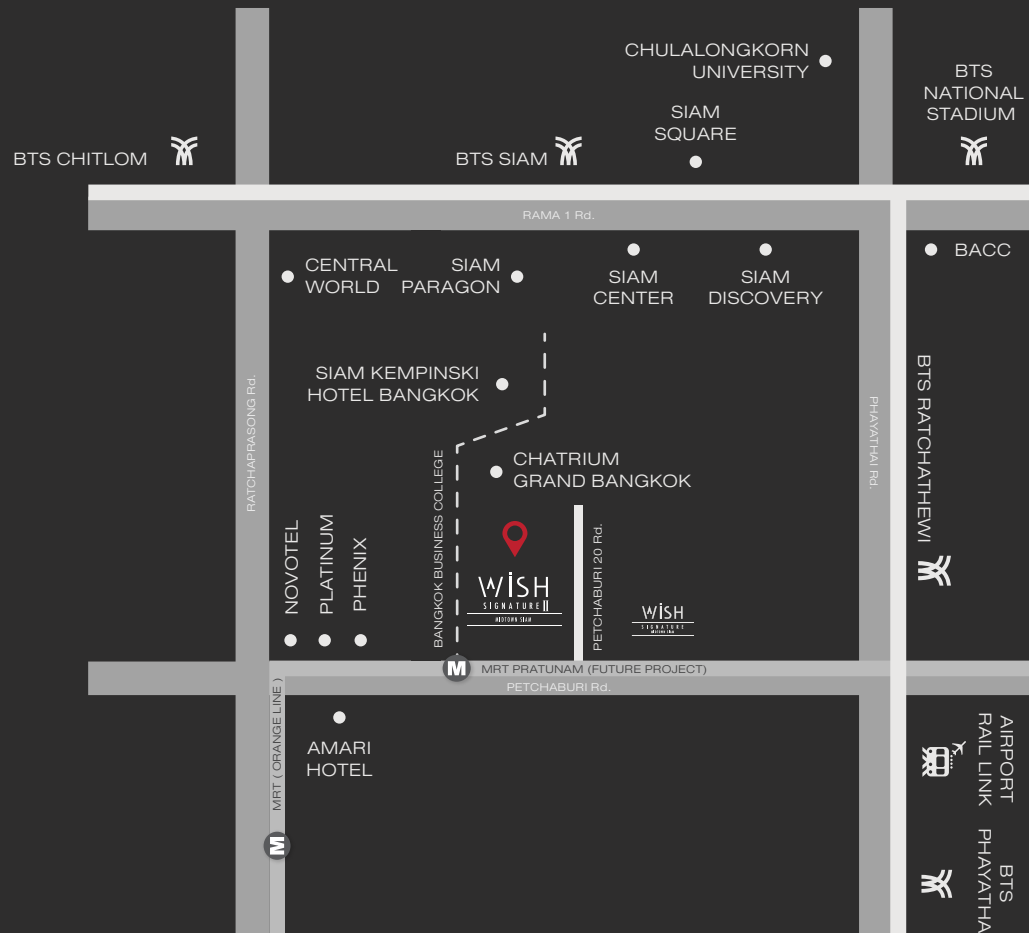 CHULALONGKORN
UNIVERSITY
BTS
NATIONAL
STADIUM
SIAM
SQUARE
BTS CHITLOM
BTS SIAM
RAMA 1 Rd.
CENTRAL
WORLD
SIAM
PARAGON
SIAM
CENTER
SIAM
DISCOVERY
BACC
SIAM KEMPINSKI
HOTEL BANGKOK
RATCHAPRASONG Rd.
PHAYATHAI Rd.
BTS RATCHATHEWI
CHATRIUM
GRAND BANGKOK
BANGKOK BUSINESS COLLEGE
NOVOTEL
PLATINUM
PHENIX
WISH
SIGNATURE II
MIDTOWN SIAM
PETCHABURI 20 Rd.
WISH
SIGNATURE
MIDTOWN SIAM
M
MRT PRATUNAM (FUTURE PROJECT)
PETCHABURI Rd.
MRT ( ORANGE LINE )
AMARI
HOTEL
M
AIRPORT
RAIL LINK
BTS
PHAYATHA